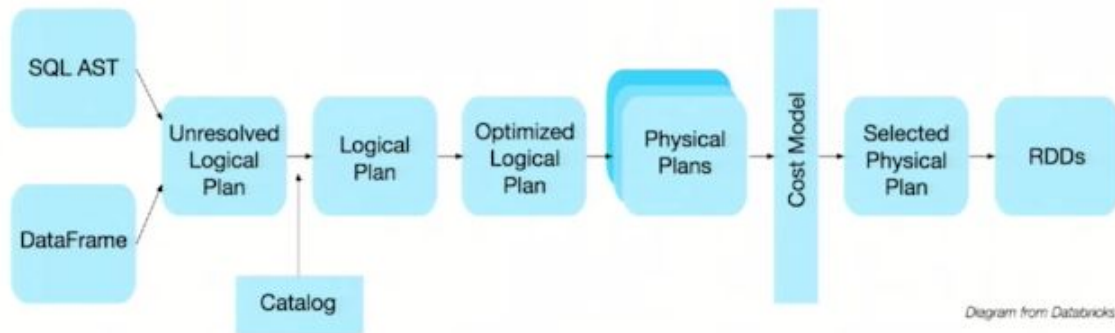 SQL AST
DataFrame
Unresolved
Logical
Plan
Catalog
Logical
Plan
Optimized
Logical
Plan
Physical
Plans
Cost Model
Selected
Physical
Plan
RDDs
Diagram from Databricks